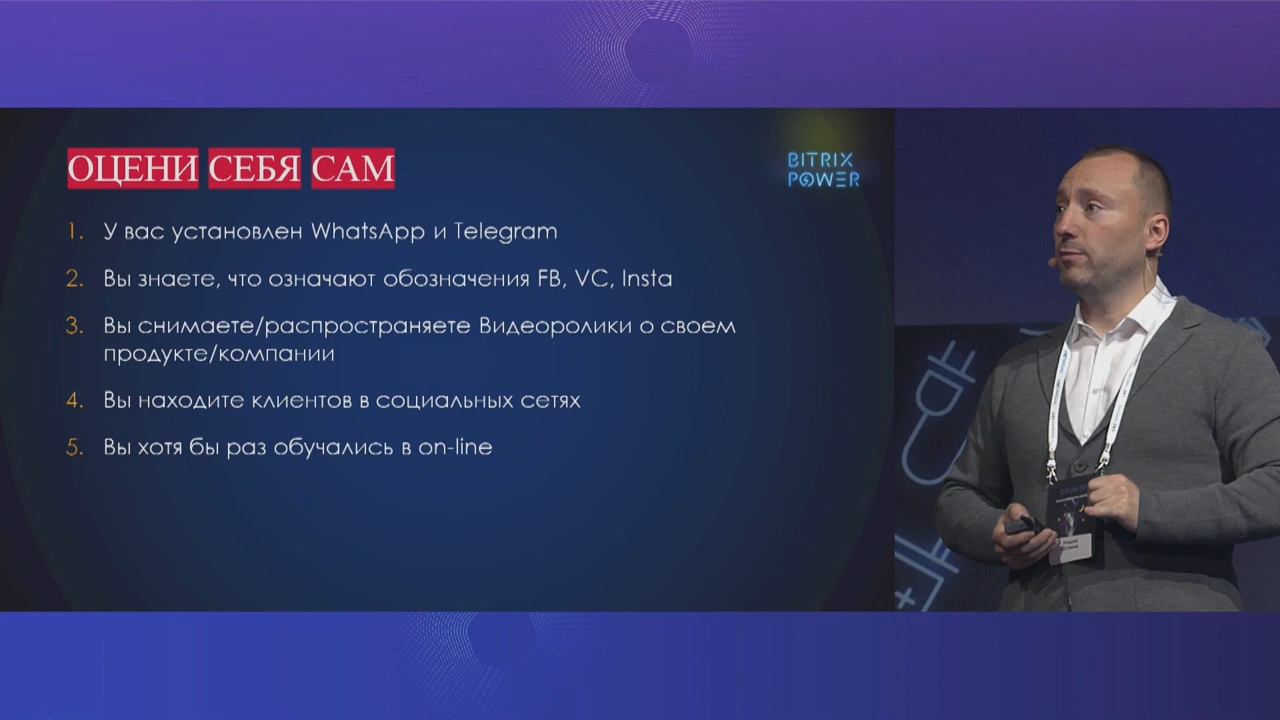 ОЦЕНИ СЕБЯ САМ
BITRIX
POWER
1. У вас установлен WhatsApp и Telegram
2. Вы знаете, что означают обозначения FB, VC, Insta
3. Вы снимаете/распространяете Видеоролики о своем
продукте/компании
4. Вы находите клиентов в социальных сетях
5. Вы хотя бы раз обучались в on-line
Андрей